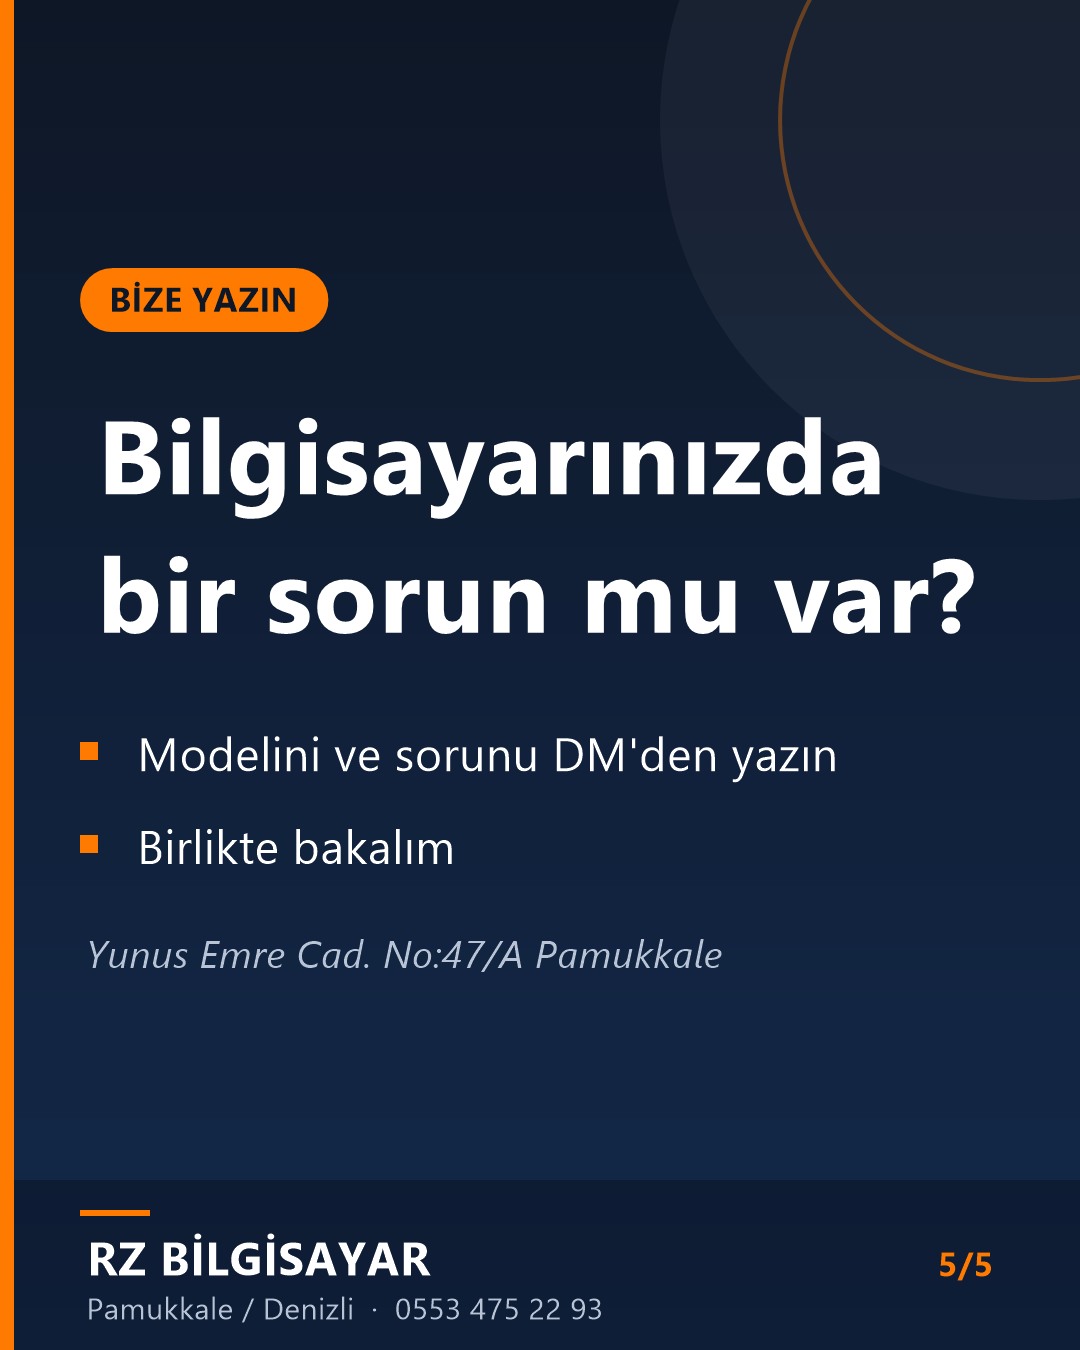 BİZE YAZIN
Bilgisayarınızda
bir sorun mu var?
Modelini ve sorunu DM'den yazın
Birlikte bakalım
Yunus Emre Cad. No:47/A Pamukkale
RZ BİLGİSAYAR
5/5
Pamukkale / Denizli · 0553 475 22 93